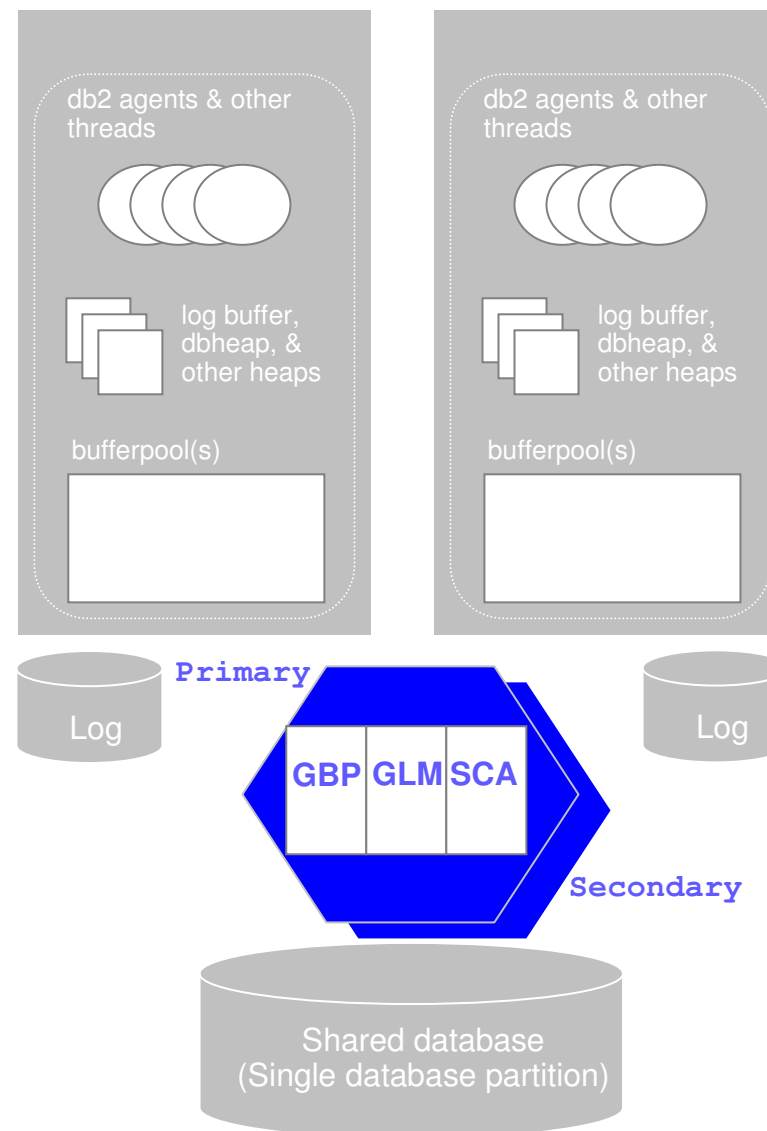 db2 agents & other
threads
log buffer,
dbheap, &
other heaps
bufferpool(s)
db2 agents & other
threads
log buffer,
dbheap, &
other heaps
bufferpool(s)
Log
Primary
GBP GLM SCA
Secondary
Log
Shared database
(Single database partition)